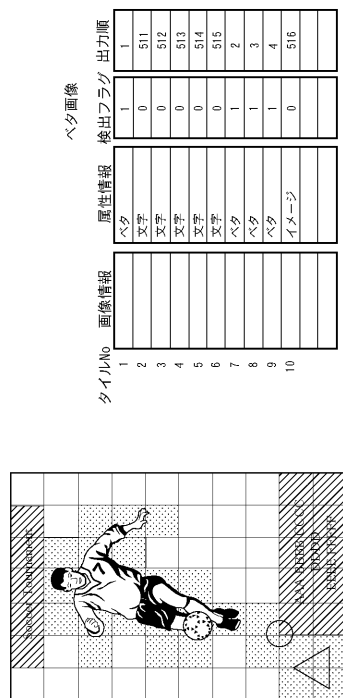 ベタ画像
タイルNo 画像情報 属性情報 検出フラグ 出力順
1 ベタ 1 1
2 文字 0 511
3 文字 0 512
4 文字 0 513
5 文字 0 514
6 文字 0 515
7 ベタ 1 2
8 ベタ 1 3
9 ベタ 1 4
10 イメージ 0 516
Soccer Tournament
7
AAA BBBB CCCCC
DDDD
EEEE FFFFF